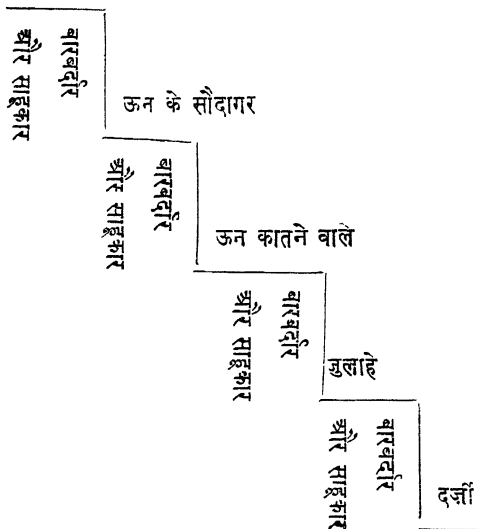 बारबर्दार
और साहूकार
ऊन के सौदागर
बारबर्दार
और साहूकार
ऊन कातने वाले
बारबर्दार
और साहूकार
जुलाहे
बारबर्दार
और साहूकार
दर्ज़ी